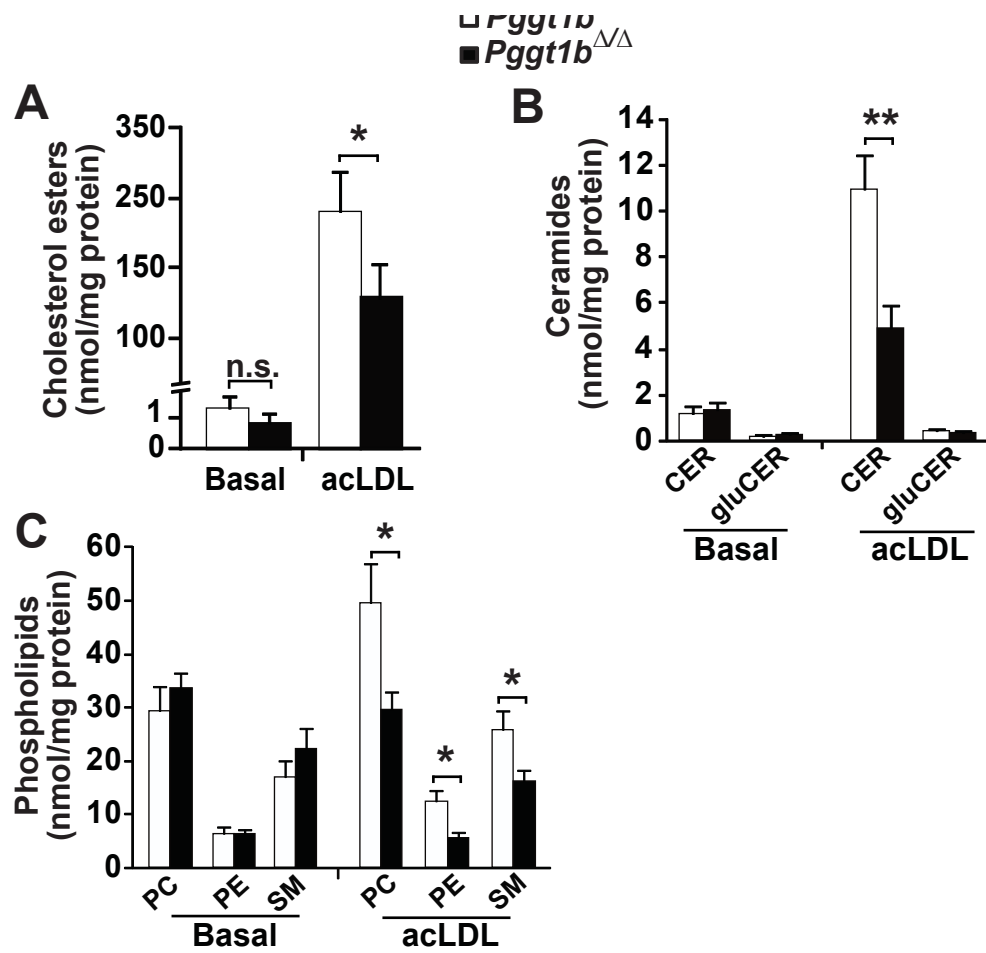 Pggt1b
Pggt1bΔ/Δ
A
Cholesterol esters
(nmol/mg protein)
350
250
150
100
1
0
*
n.s.
Basal
acLDL
B
Ceramides
(nmol/mg protein)
14
12
10
8
6
4
2
0
**
CER
gluCER
CER
gluCER
Basal
acLDL
C
Phospholipids
(nmol/mg protein)
60
50
40
30
20
10
0
*
*
*
PC
PE
SM
PC
PE
SM
Basal
acLDL